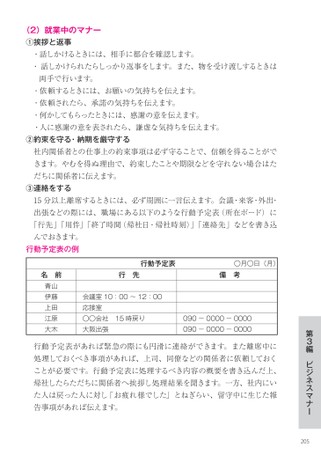 （2）就業中のマナー
①挨拶と返事
・話しかけるときには、相手に都合を確認します。
・話しかけられたらしっかり返事をします。また、物を受け渡しするときは
両手で行います。
・依頼するときには、お願いの気持ちを伝えます。
・依頼されたら、承諾の気持ちを伝えます。
・何かしてもらったときには、感謝の意を伝えます。
・人に感謝の意を表されたら、謙虚な気持ちを伝えます。
②約束を守る・納期を厳守する
社内関係者との仕事上の約束事項は必ず守ることで、信頼を得ることがで
きます。やむを得ぬ理由で、約束したことや期限などを守れない場合はた
だちに関係者に伝えます。
③連絡をする
15 分以上離席するときには、必ず周囲に一言伝えます。会議・来客・外出・
出張などの際には、職場にある以下のような行動予定表（所在ボード）に
「行先」「用件」「終了時間（帰社日・帰社時刻）」「連絡先」などを書き込
んでおきます。
行動予定表の例
行動予定表 〇月〇日（月）
名 前 行 先 備 考
青山
伊藤 会議室 10：00 ～ 12：00
上田 応接室
江原 〇〇会社 15 時戻り 090 － 0000 － 0000
大木 大阪出張 090 － 0000 － 0000
行動予定表があれば緊急の際にも円滑に連絡ができます。また離席中に
処理しておくべき事項があれば、上司、同僚などの関係者に依頼しておく
ことが必要です。行動予定表に処理するべき内容の概要を書き込んだ上、
帰社したらただちに関係者へ挨拶し処理結果を聞きます。一方、社内にい
た人は戻った人に対し「お疲れ様でした」とねぎらい、留守中に生じた報
告事項があれば伝えます。
第3編 ビジネスマナー
205